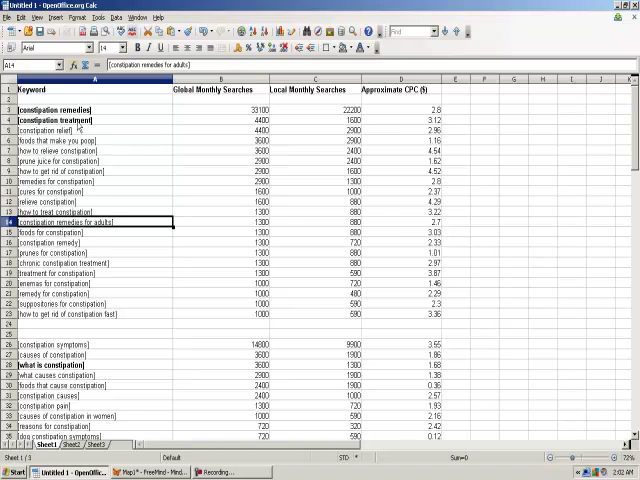 Untitled 1 - OpenOffice.org Calc
File Edit View Insert Format Tools Data Window Help
Find
Arial 14
A14 [constipation remedies for adults]
A B C D E F G H I J K
1 Keyword Global Monthly Searches Local Monthly Searches Approximate CPC ($)
2
3 [constipation remedies] 33100 22200 2.8
4 [constipation treatment] 4400 1600 3.12
5 [constipation relief] 4400 2900 2.96
6 [foods that make you poop] 2900 2400 1.16
7 [how to relieve constipation] 3600 2400 4.54
8 [prune juice for constipation] 2900 2400 1.62
9 [how to get rid of constipation] 2900 1900 4.52
10 [remedies for constipation] 2900 1300 2.8
11 [cures for constipation] 1600 1000 2.37
12 [relieve constipation] 1600 880 4.29
13 [how to treat constipation] 1300 880 3.22
14 [constipation remedies for adults] 1300 880 2.7
15 [foods for constipation] 1300 880 3.03
16 [constipation remedy] 1300 720 2.33
17 [prunes for constipation] 1300 880 1.01
18 [chronic constipation treatment] 1300 880 2.97
19 [treatment for constipation] 1300 590 3.87
20 [enemas for constipation] 1000 720 1.46
21 [remedy for constipation] 1000 480 2.29
22 [suppositories for constipation] 1000 720 2.3
23 [how to get rid of constipation fast] 1000 720 3.36
24
25
26 [constipation symptoms] 14800 9900 3.55
27 [causes of constipation] 3600 1900 1.86
28 [what is constipation] 3600 1300 1.68
29 [what causes constipation] 2900 1900 1.38
30 [foods that cause constipation] 2400 1900 0.36
31 [constipation causes] 2400 1000 2.57
32 [constipation pain] 1300 720 1.93
33 [causes of constipation in women] 1000 880 2.16
34 [reasons for constipation] 720 320 2.42
35 [dog constipation symptoms] 720 590 0.12
Sheet1 Sheet2 Sheet3
Sheet 1 / 3 Default STD * Sum=0 72%
Start Untitled 1 - OpenOffic... Map1* - FreeMind - Mind... Recording... 2:02 AM